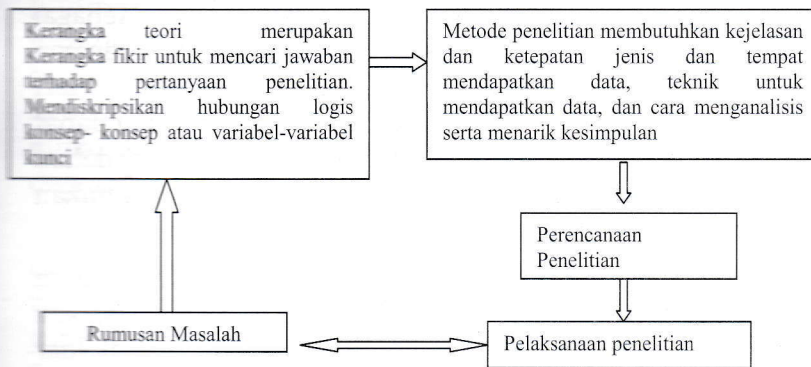 Kerangka teori merupakan
Kerangka fikir untuk mencari jawaban
terhadap pertanyaan penelitian.
Mendiskripsikan hubungan logis
konsep- konsep atau variabel-variabel
kunci
Metode penelitian membutuhkan kejelasan
dan ketepatan jenis dan tempat
mendapatkan data, teknik untuk
mendapatkan data, dan cara menganalisis
serta menarik kesimpulan
Perencanaan
Penelitian
Rumusan Masalah
Pelaksanaan penelitian